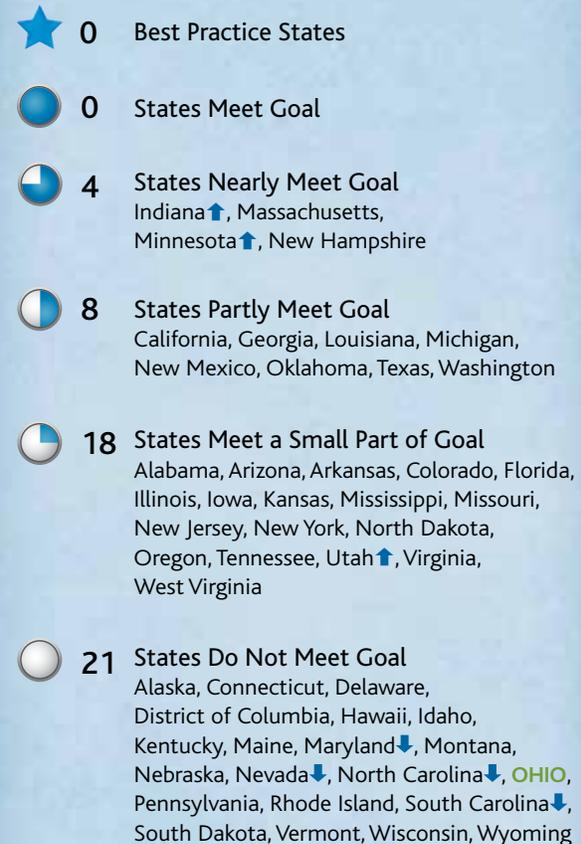 0 Best Practice States
0 States Meet Goal
4 States Nearly Meet Goal
Indiana⬆, Massachusetts,
Minnesota⬆, New Hampshire
8 States Partly Meet Goal
California, Georgia, Louisiana, Michigan,
New Mexico, Oklahoma, Texas, Washington
18 States Meet a Small Part of Goal
Alabama, Arizona, Arkansas, Colorado, Florida,
Illinois, Iowa, Kansas, Mississippi, Missouri,
New Jersey, New York, North Dakota,
Oregon, Tennessee, Utah⬆, Virginia,
West Virginia
21 States Do Not Meet Goal
Alaska, Connecticut, Delaware,
District of Columbia, Hawaii, Idaho,
Kentucky, Maine, Maryland⬇, Montana,
Nebraska, Nevada⬇, North Carolina⬇, OHIO,
Pennsylvania, Rhode Island, South Carolina⬇,
South Dakota, Vermont, Wisconsin, Wyoming